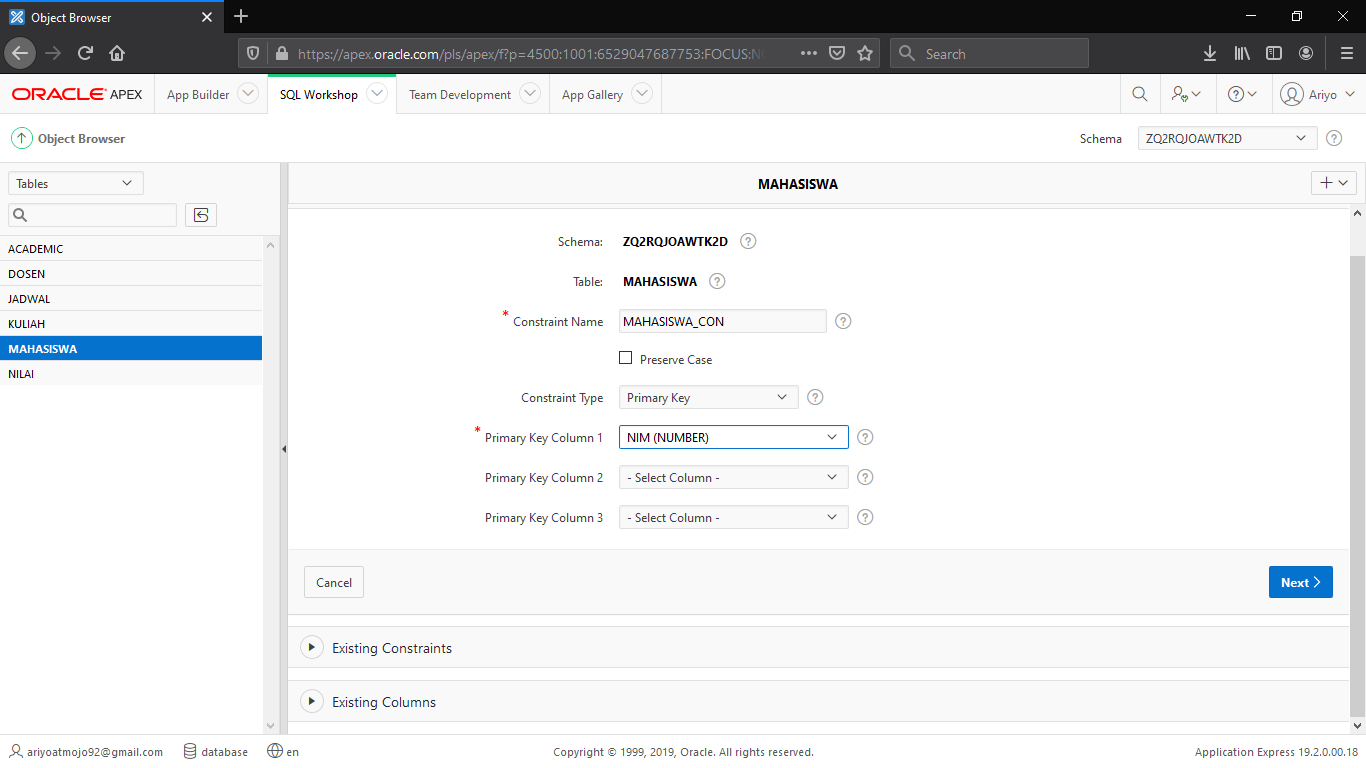 Object Browser
https://apex.oracle.com/pls/apex/f?p=4500:1001:6529047687753:FOCUS:N
Search
ORACLE APEX
App Builder
SQL Workshop
Team Development
App Gallery
Ariyo
Object Browser
Schema
ZQ2RQJOAWTK2D
Tables
MAHASISWA
ACADEMIC
DOSEN
JADWAL
KULIAH
MAHASISWA
NILAI
Schema: ZQ2RQJOAWTK2D
Table: MAHASISWA
* Constraint Name MAHASISWA_CON
Preserve Case
Constraint Type Primary Key
* Primary Key Column 1 NIM (NUMBER)
Primary Key Column 2 - Select Column -
Primary Key Column 3 - Select Column -
Cancel
Next
Existing Constraints
Existing Columns
ariyoatmojo92@gmail.com
database
en
Copyright © 1999, 2019, Oracle. All rights reserved.
Application Express 19.2.0.00.18